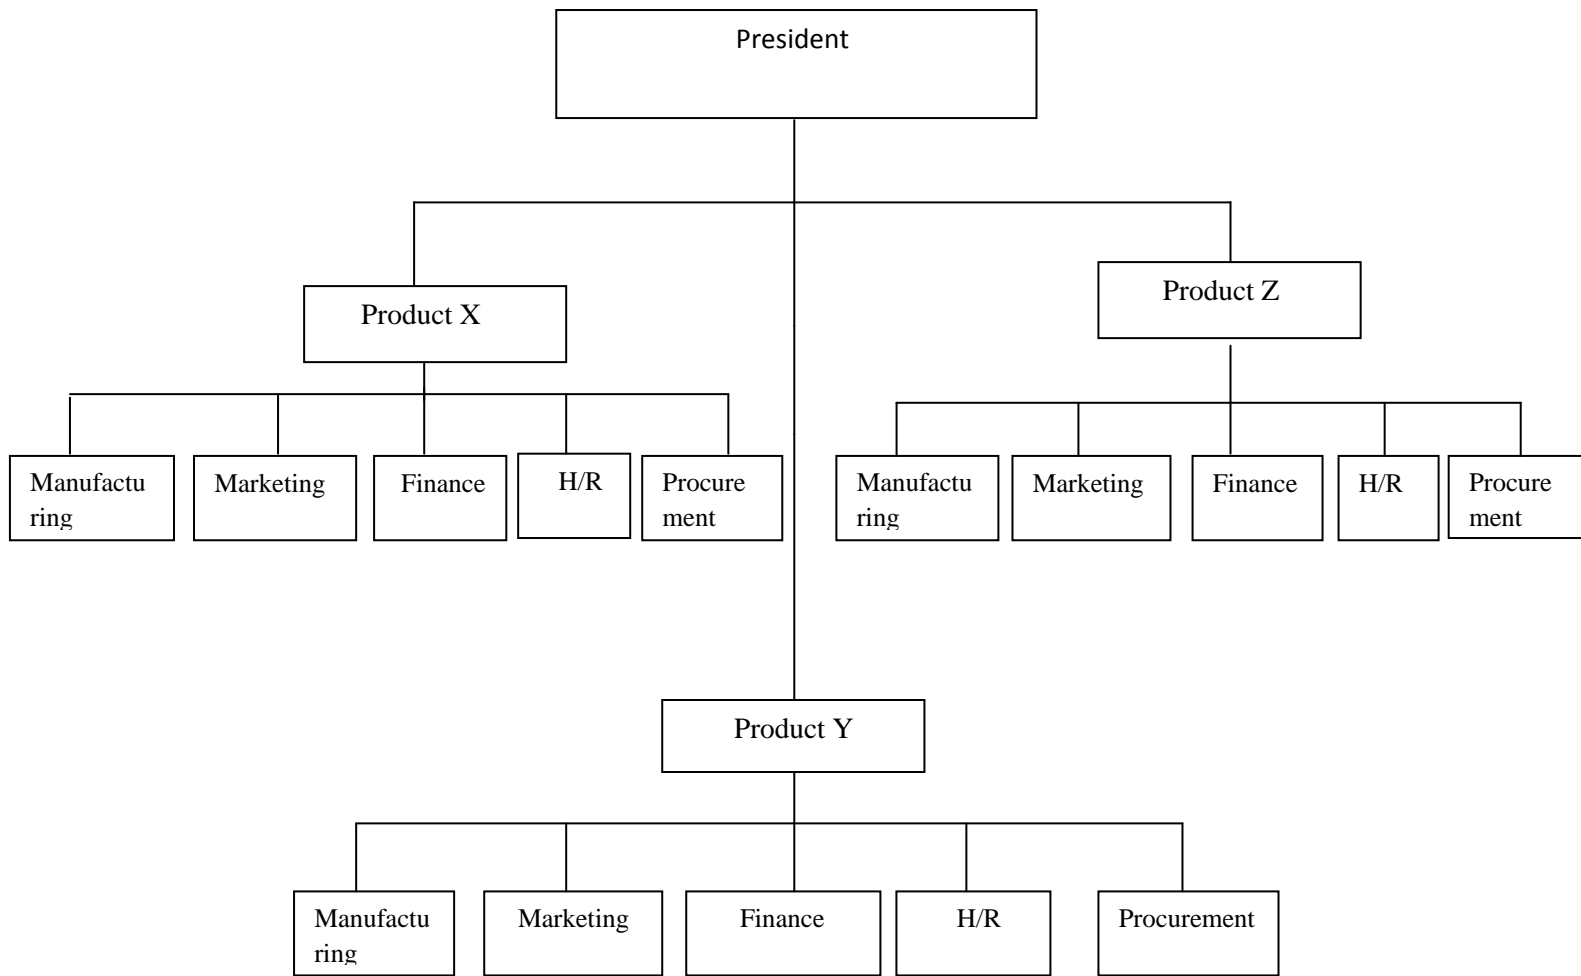 President
Product X
Product Z
Manufactu
ring
Marketing
Finance
H/R
Procure
ment
Manufactu
ring
Marketing
Finance
H/R
Procure
ment
Product Y
Manufactu
ring
Marketing
Finance
H/R
Procurement